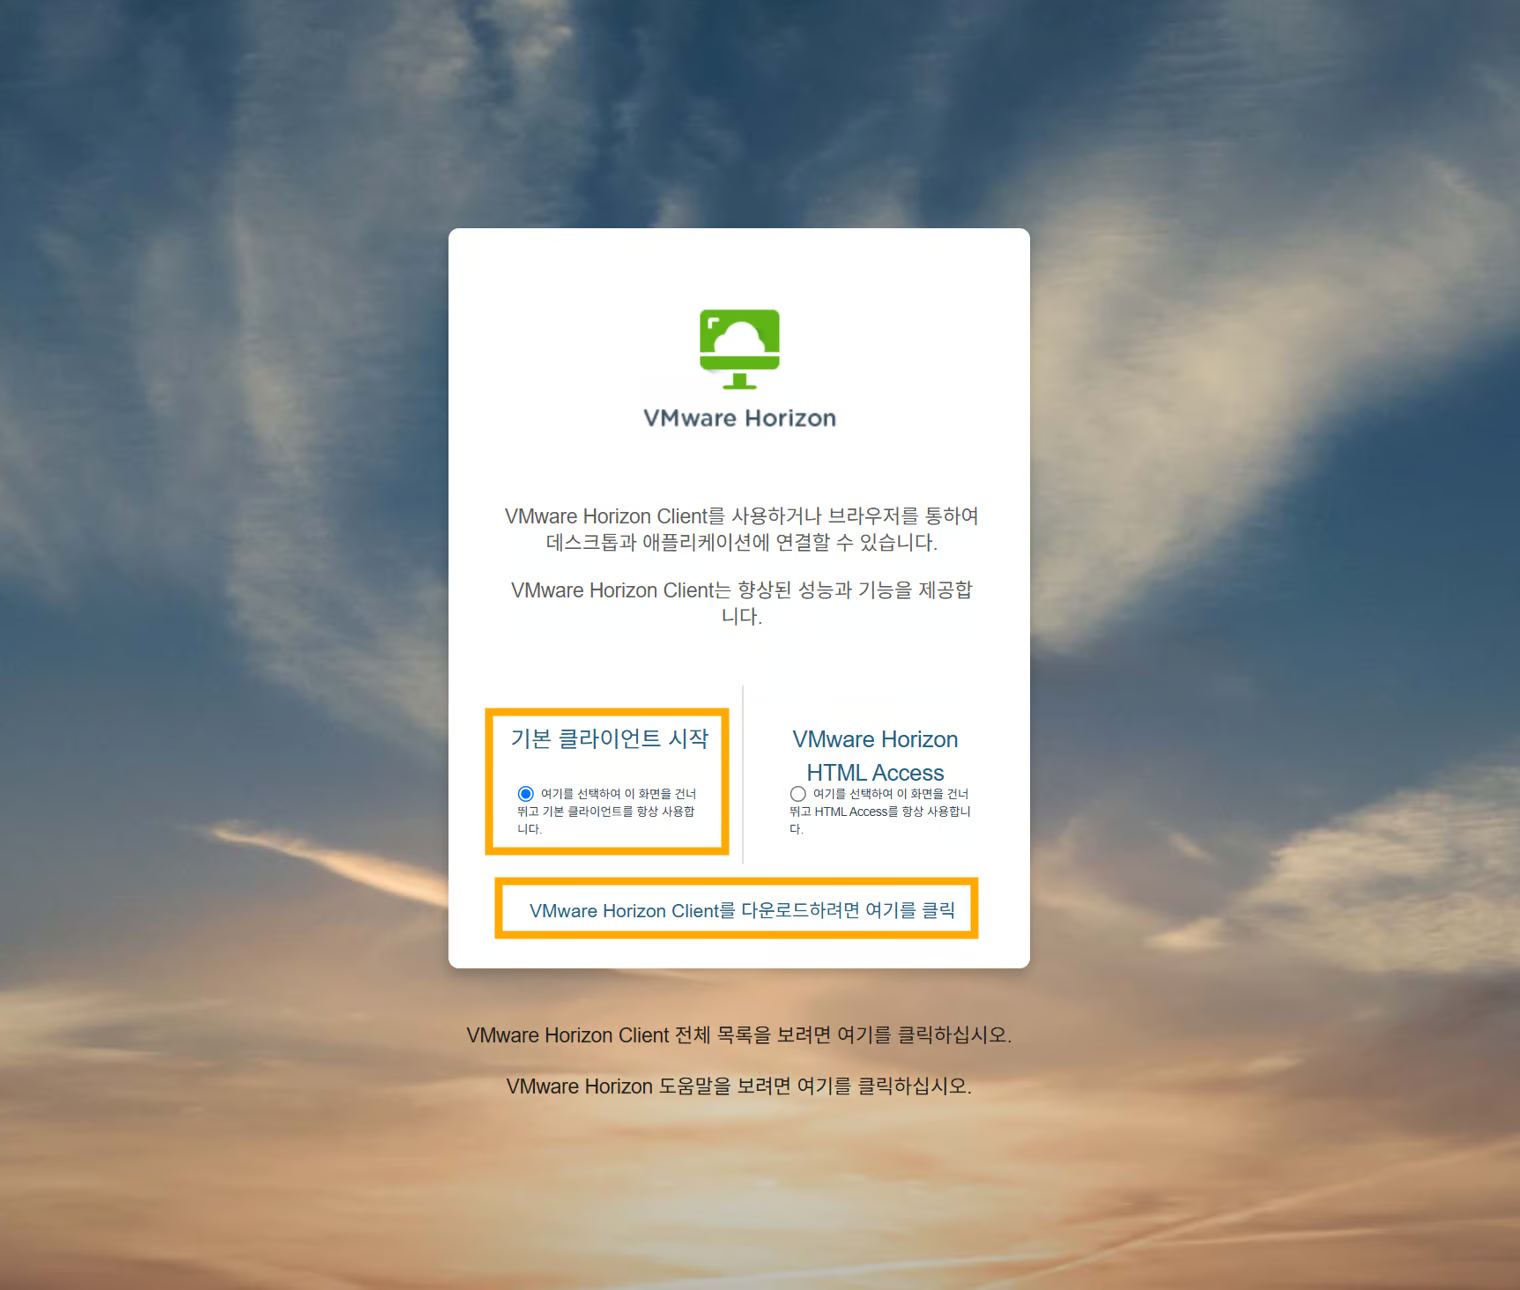 VMware Horizon
VMware Horizon Client를 사용하거나 브라우저를 통하여
데스크톱과 애플리케이션에 연결할 수 있습니다.
VMware Horizon Client는 향상된 성능과 기능을 제공합
니다.
기본 클라이언트 시작
여기를 선택하여 이 화면을 건너
뛰고 기본 클라이언트를 항상 사용합
니다.
VMware Horizon
HTML Access
여기를 선택하여 이 화면을 건너
뛰고 HTML Access를 항상 사용합니
다.
VMware Horizon Client를 다운로드하려면 여기를 클릭
VMware Horizon Client 전체 목록을 보려면 여기를 클릭하십시오.
VMware Horizon 도움말을 보려면 여기를 클릭하십시오.